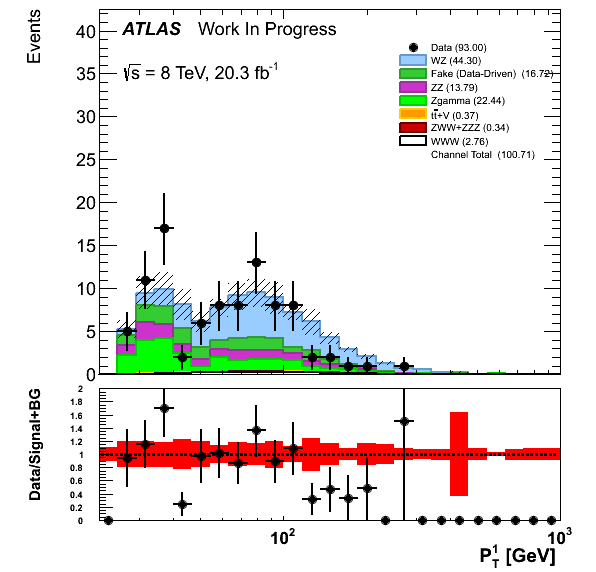 Events
ATLAS Work In Progress
√s = 8 TeV, 20.3 fb⁻¹
Data (93.00)
WZ (44.30)
Fake (Data-Driven) (16.72)
ZZ (13.79)
Zgamma (22.44)
tt̄+V (0.37)
ZWW+ZZZ (0.34)
WWW (2.76)
Channel Total (100.71)
40
35
30
25
20
15
10
5
0
Data/Signal+BG
2
1.8
1.6
1.4
1.2
1
0.8
0.6
0.4
0.2
0
10²
10³
P¹_T [GeV]